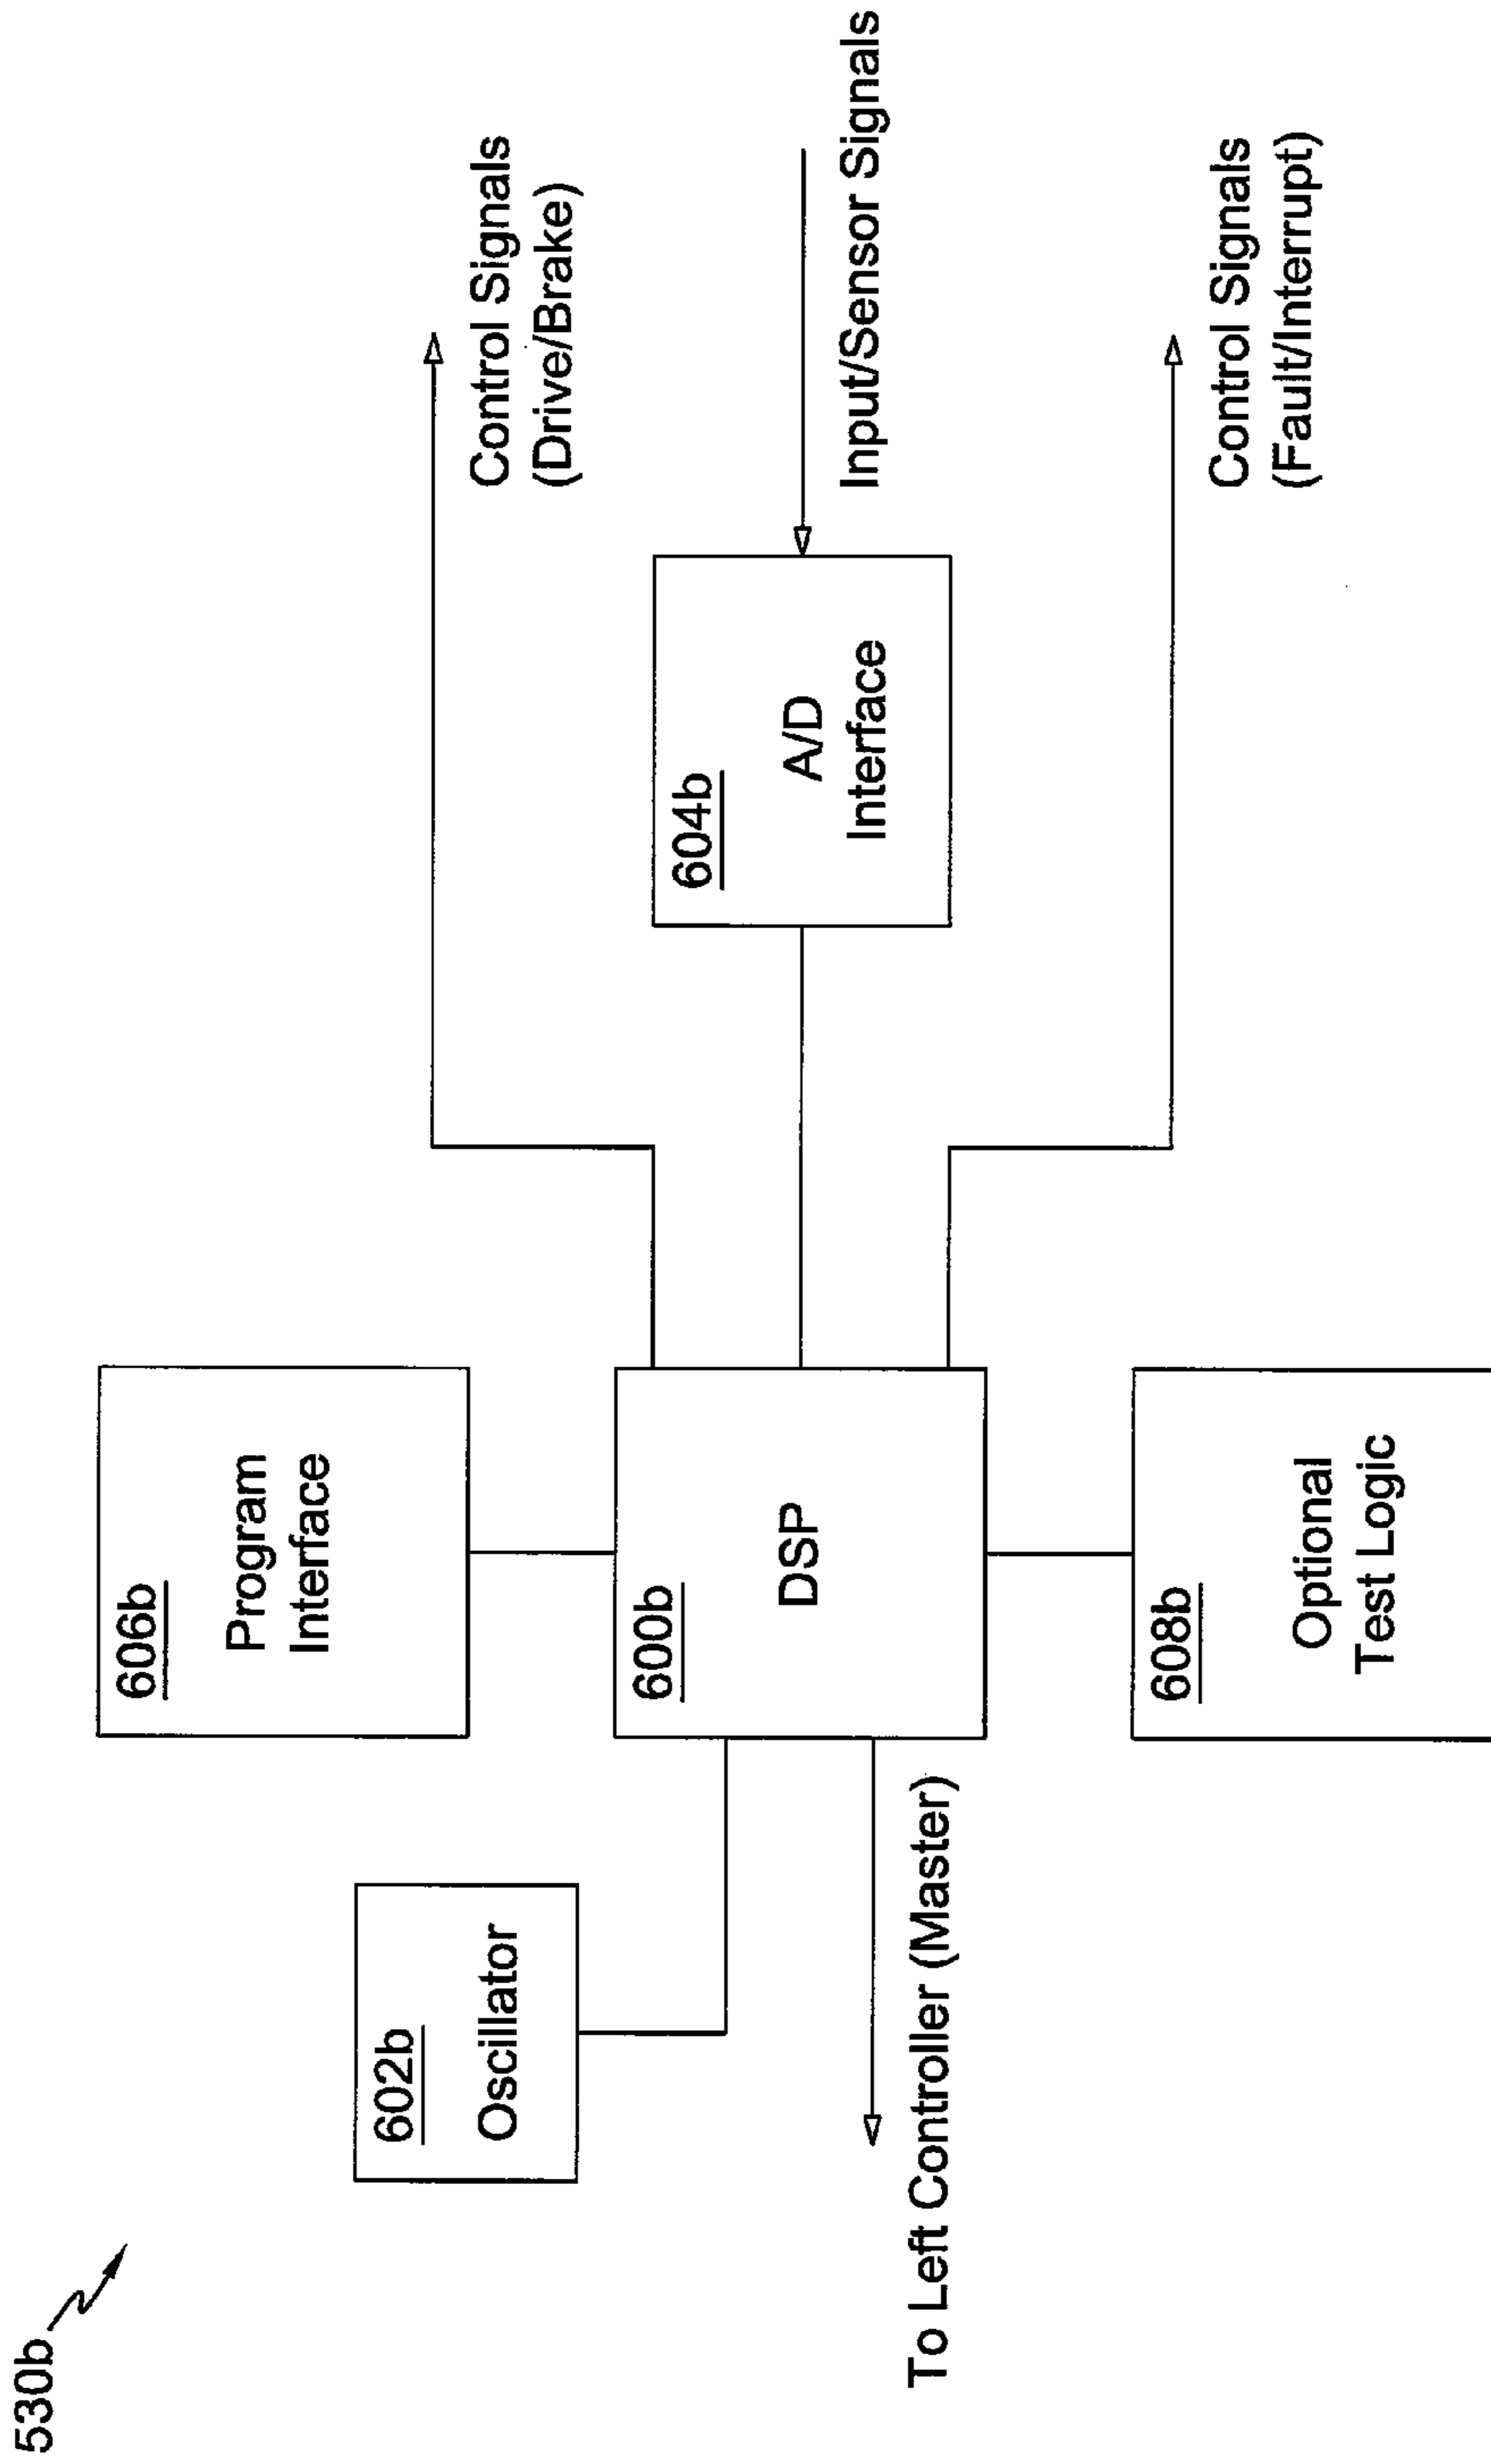 530b
606b
Program
Interface
Control Signals
(Drive/Brake)
602b
Oscillator
600b
DSP
604b
A/D
Interface
Input/Sensor Signals
To Left Controller (Master)
608b
Optional
Test Logic
Control Signals
(Fault/Interrupt)